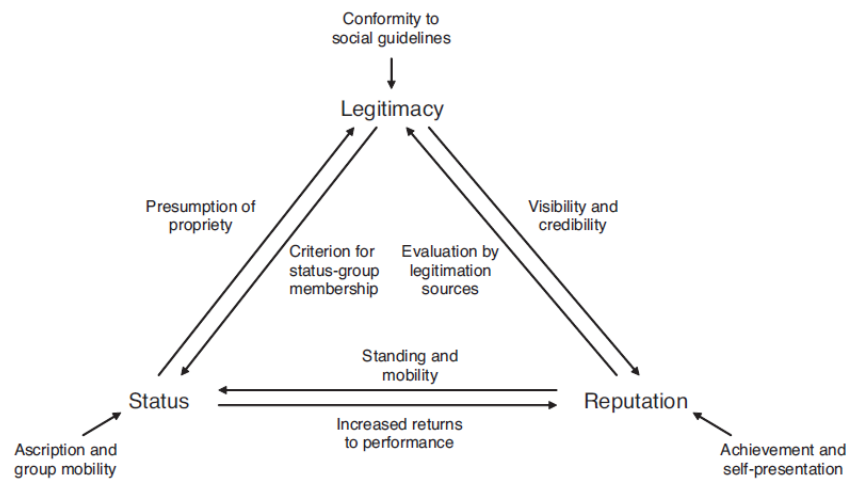 Conformity to
social guidelines
Legitimacy
Presumption of
propriety
Visibility and
credibility
Criterion for
status-group
membership
Evaluation by
legitimation
sources
Standing and
mobility
Status
Reputation
Increased returns
to performance
Ascription and
group mobility
Achievement and
self-presentation